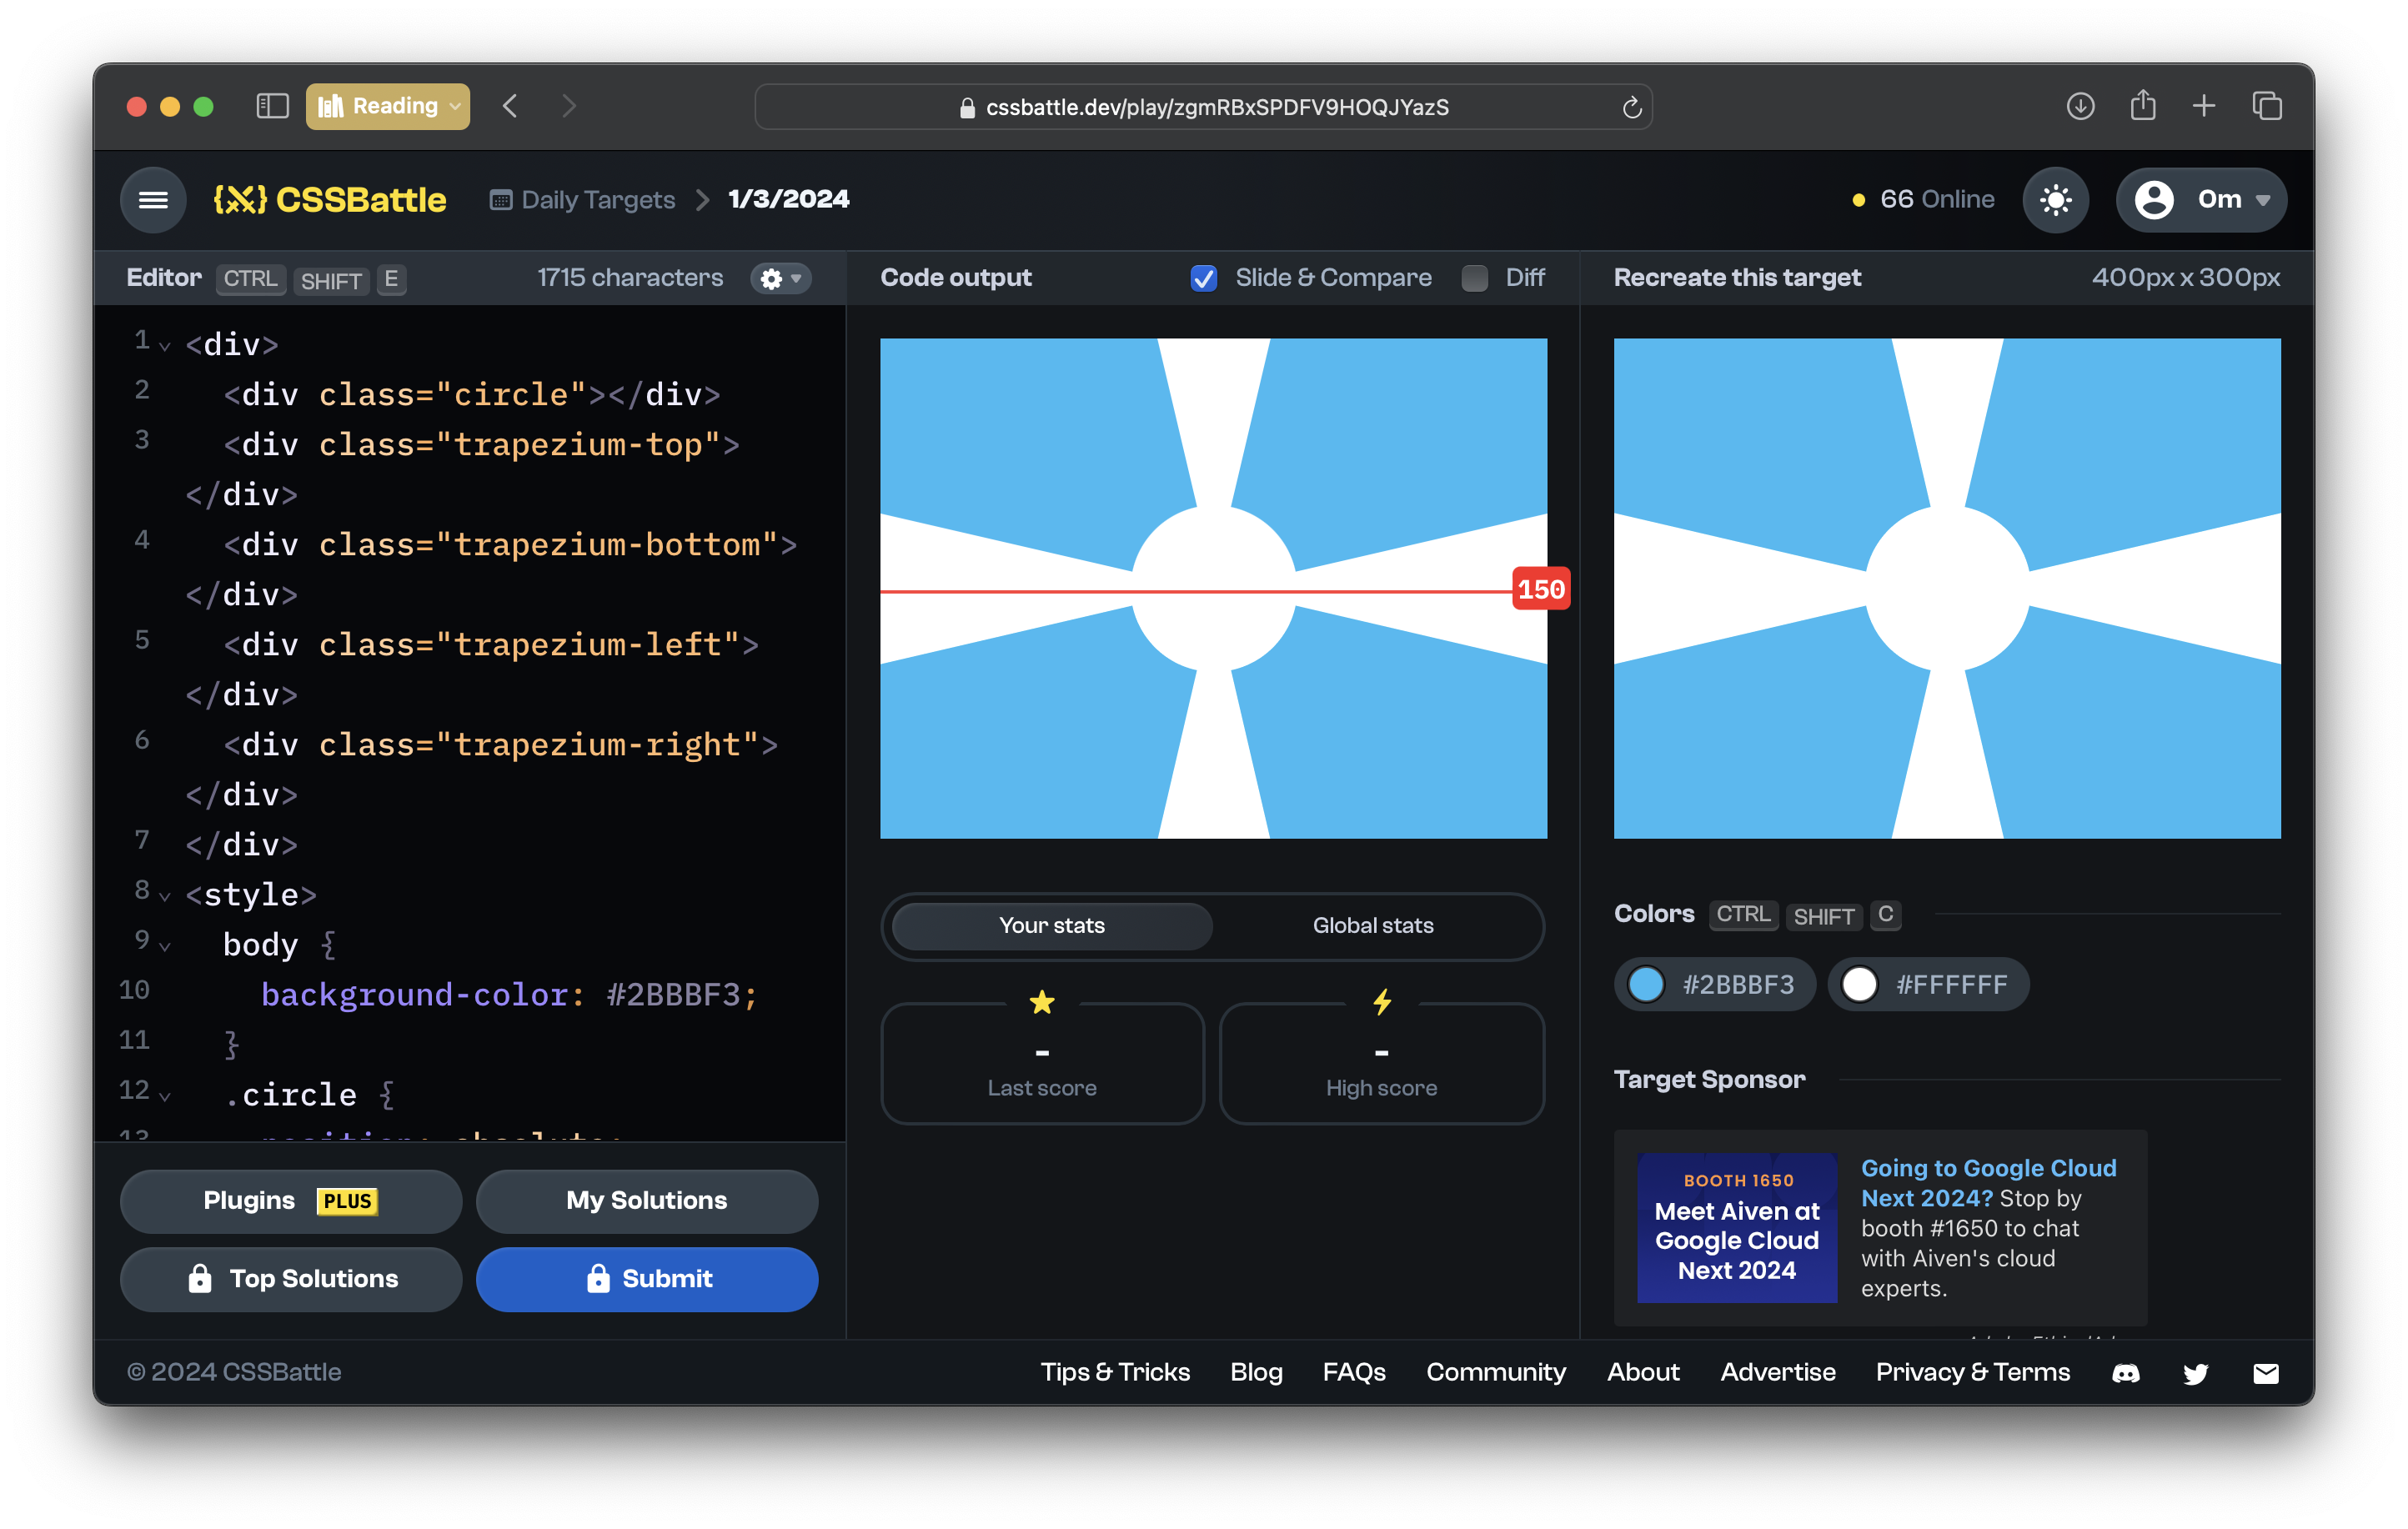 Reading
cssbattle.dev/play/zgmRBxSPDFV9HOQJYazS
{X} CSSBattle
Daily Targets
1/3/2024
66 Online
0m
Editor CTRL SHIFT E
1715 characters
1 <div>
2 <div class="circle"></div>
3 <div class="trapezium-top">
</div>
4 <div class="trapezium-bottom">
</div>
5 <div class="trapezium-left">
</div>
6 <div class="trapezium-right">
</div>
7 </div>
8 <style>
9 body {
10 background-color: #2BBBF3;
11 }
12 .circle {
13 position: absolute;
Plugins PLUS
My Solutions
Top Solutions
Submit
Code output
Slide & Compare
Diff
150
Your stats
Global stats
-
Last score
-
High score
Recreate this target
400px x 300px
Colors CTRL SHIFT C
#2BBBF3
#FFFFFF
Target Sponsor
BOOTH 1650
Meet Aiven at
Google Cloud
Next 2024
Going to Google Cloud
Next 2024? Stop by
booth #1650 to chat
with Aiven's cloud
experts.
© 2024 CSSBattle
Tips & Tricks
Blog
FAQs
Community
About
Advertise
Privacy & Terms